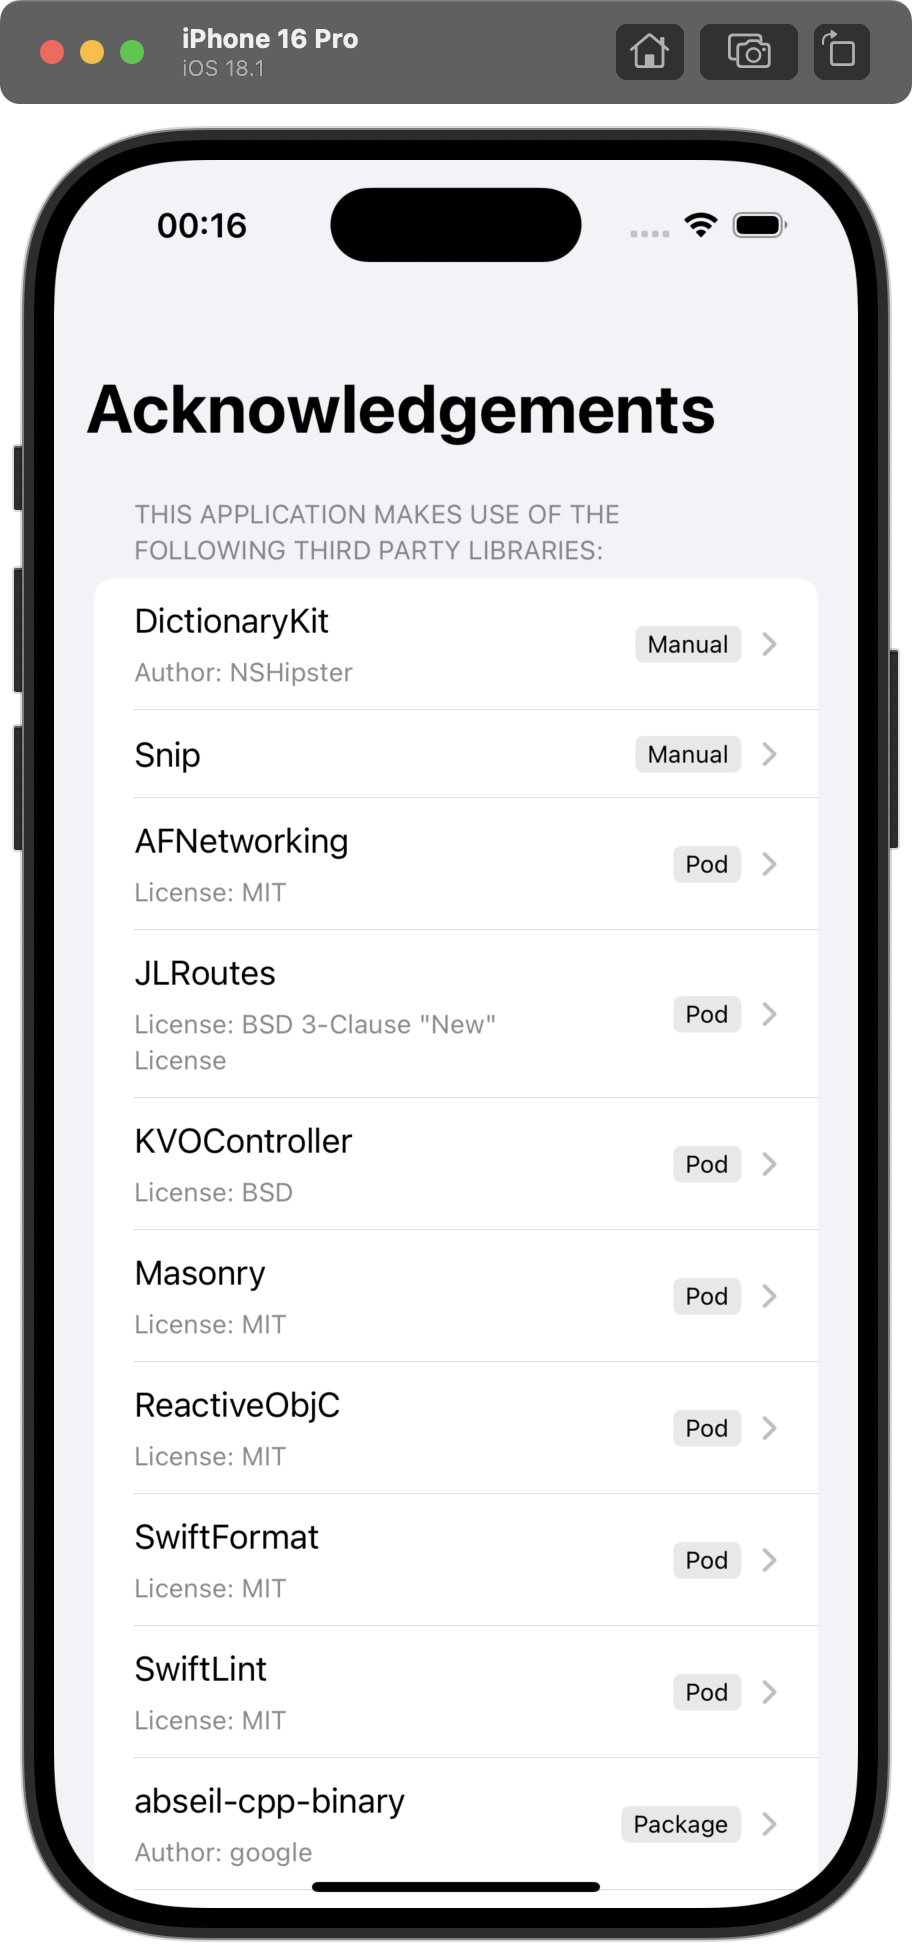 iPhone 16 Pro
iOS 18.1
00:16
Acknowledgements
THIS APPLICATION MAKES USE OF THE
FOLLOWING THIRD PARTY LIBRARIES:
DictionaryKit
Author: NSHipster
Manual
Snip
Manual
AFNetworking
License: MIT
Pod
JLRoutes
License: BSD 3-Clause "New"
License
Pod
KVOController
License: BSD
Pod
Masonry
License: MIT
Pod
ReactiveObjC
License: MIT
Pod
SwiftFormat
License: MIT
Pod
SwiftLint
License: MIT
Pod
abseil-cpp-binary
Author: google
Package